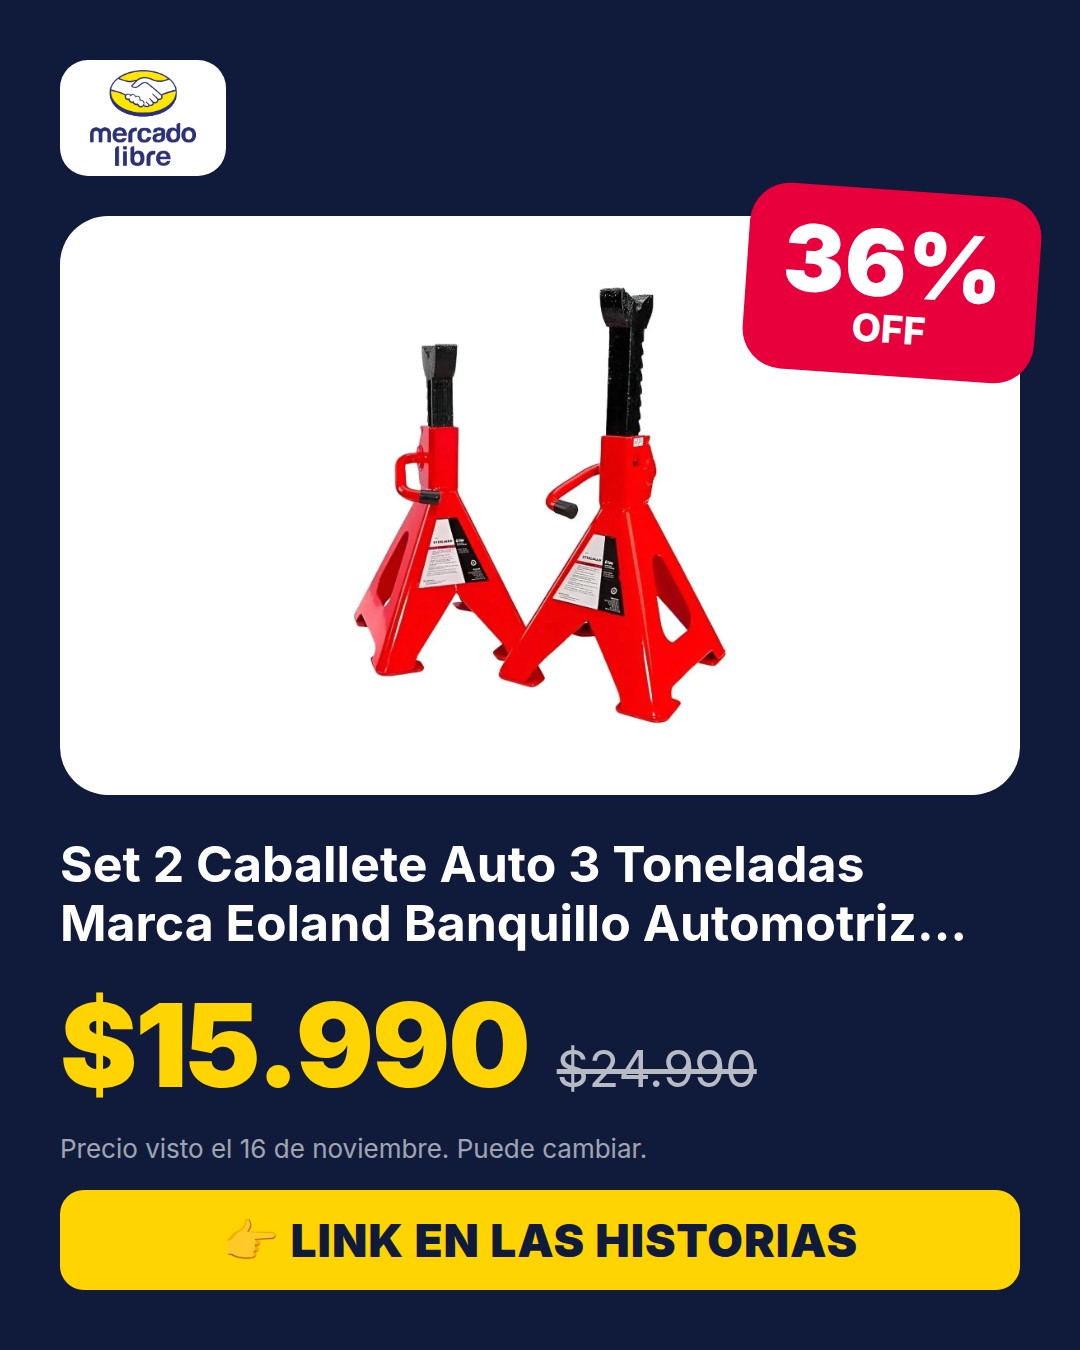 mercado
libre
36%
OFF
Set 2 Caballete Auto 3 Toneladas
Marca Eoland Banquillo Automotriz...
$15.990 $24.990
Precio visto el 16 de noviembre. Puede cambiar.
👉 LINK EN LAS HISTORIAS